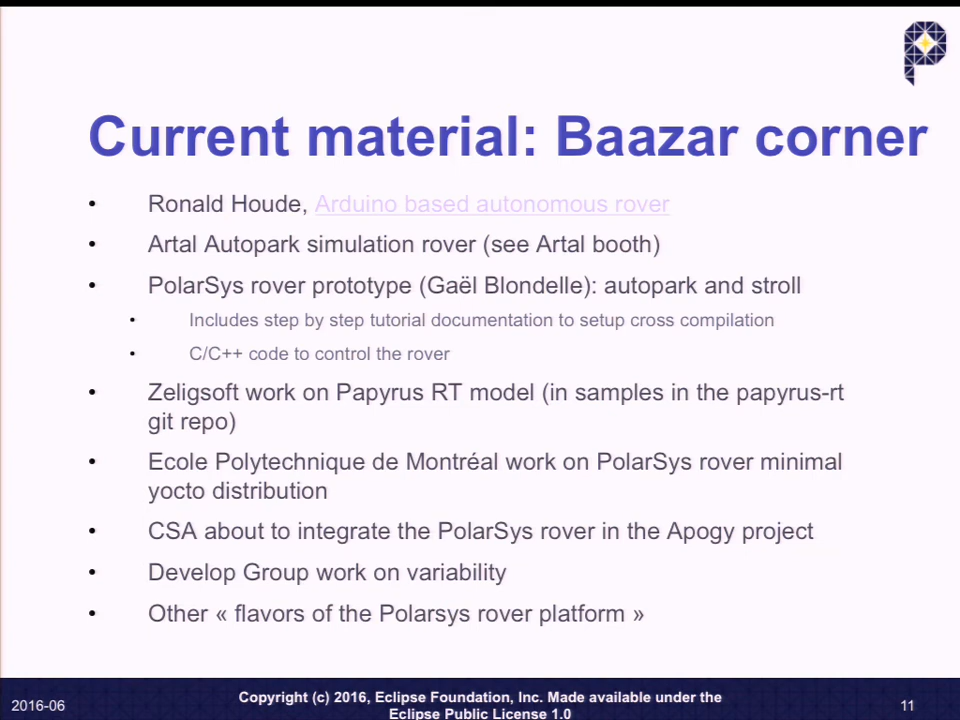 Current material: Baazar corner
• Ronald Houde, Arduino based autonomous rover
• Artal Autopark simulation rover (see Artal booth)
• PolarSys rover prototype (Gaël Blondelle): autopark and stroll
• Includes step by step tutorial documentation to setup cross compilation
• C/C++ code to control the rover
• Zeligsoft work on Papyrus RT model (in samples in the papyrus-rt
git repo)
• Ecole Polytechnique de Montréal work on PolarSys rover minimal
yocto distribution
• CSA about to integrate the PolarSys rover in the Apogy project
• Develop Group work on variability
• Other « flavors of the Polarsys rover platform »
2016-06
Copyright (c) 2016, Eclipse Foundation, Inc. Made available under the
Eclipse Public License 1.0
11